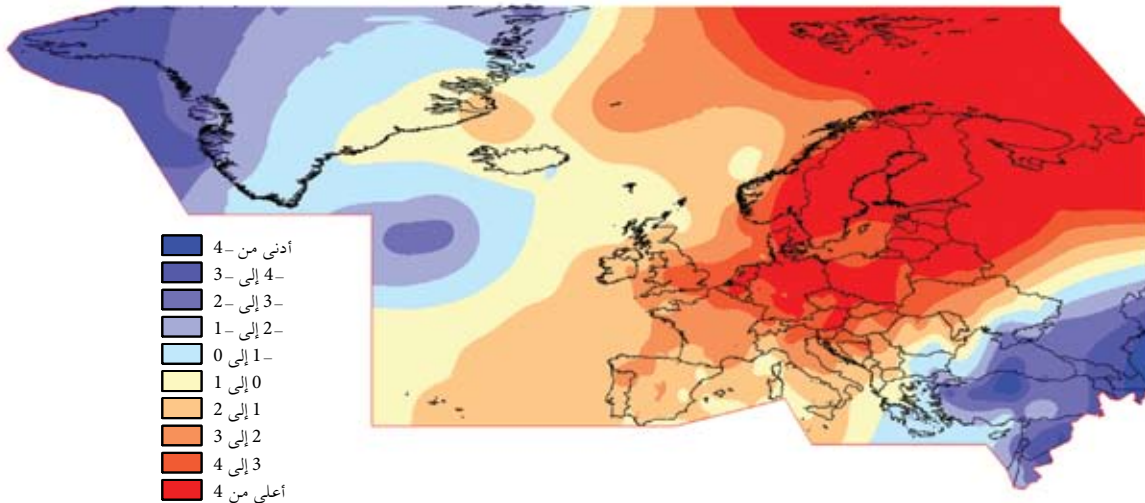 أدنى من –4
–4 إلى –3
–3 إلى –2
–2 إلى –1
–1 إلى 0
0 إلى 1
1 إلى 2
2 إلى 3
3 إلى 4
أعلى من 4